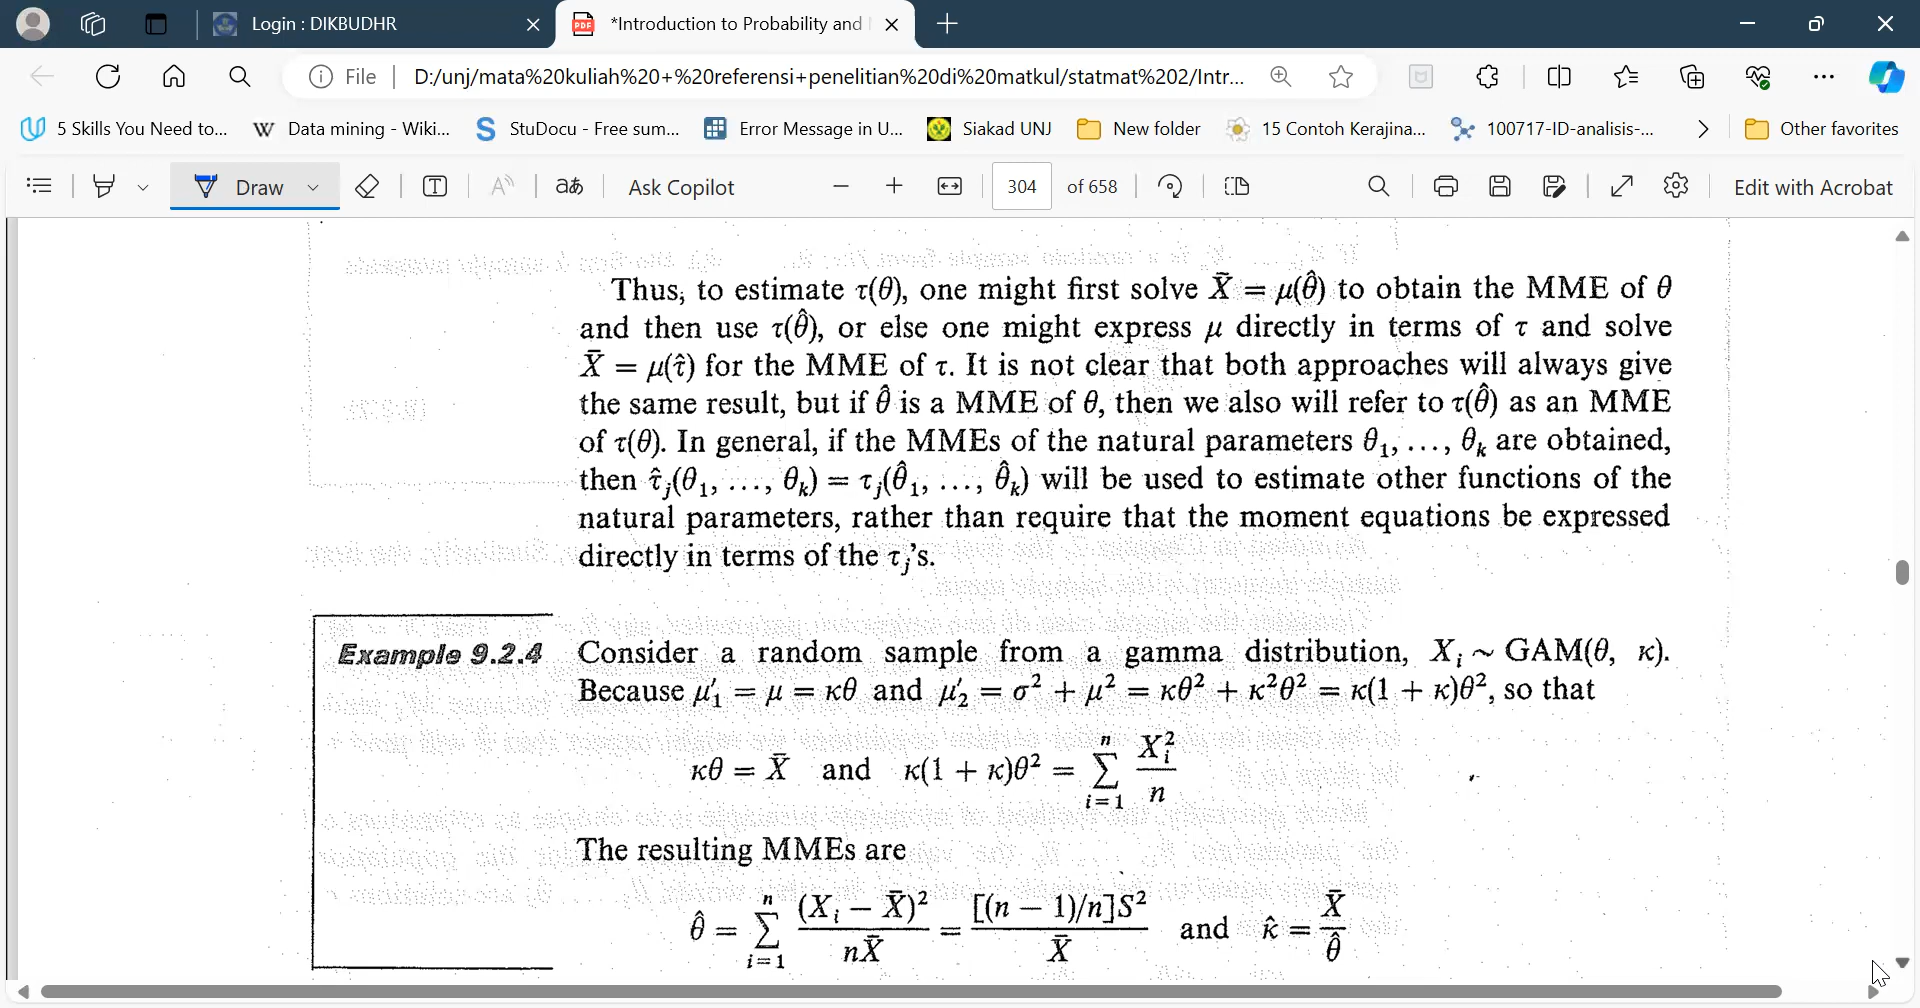 Login : DIKBUDHR
*Introduction to Probability and
File
D:/unj/mata%20kuliah%20+%20referensi+penelitian%20di%20matkul/statmat%202/Intr...
5 Skills You Need to...
W Data mining - Wiki...
S StuDocu - Free sum...
Error Message in U...
Siakad UNJ
New folder
15 Contoh Kerajina...
100717-ID-analisis-...
Other favorites
Draw
Ask Copilot
304 of 658
Edit with Acrobat
Thus, to estimate τ(θ), one might first solve X̄ = μ(θ̂) to obtain the MME of θ
and then use τ(θ̂), or else one might express μ directly in terms of τ and solve
X̄ = μ(τ̂) for the MME of τ. It is not clear that both approaches will always give
the same result, but if θ̂ is a MME of θ, then we also will refer to τ(θ̂) as an MME
of τ(θ). In general, if the MMEs of the natural parameters θ₁, ..., θₖ are obtained,
then τ̂ⱼ(θ₁, ..., θₖ) = τⱼ(θ̂₁, ..., θ̂ₖ) will be used to estimate other functions of the
natural parameters, rather than require that the moment equations be expressed
directly in terms of the τⱼ's.
Example 9.2.4 Consider a random sample from a gamma distribution, Xᵢ ~ GAM(θ, κ).
Because μ′₁ = μ = κθ and μ′₂ = σ² + μ² = κθ² + κ²θ² = κ(1 + κ)θ², so that
κθ = X̄ and κ(1 + κ)θ² = Σᵢ₌₁ⁿ Xᵢ²/n
The resulting MMEs are
θ̂ = Σᵢ₌₁ⁿ (Xᵢ − X̄)²/nX̄ = [(n − 1)/n]S²/X̄ and κ̂ = X̄/θ̂